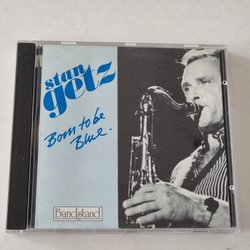 stan
getz
Born to be
Blue.
Bandstand